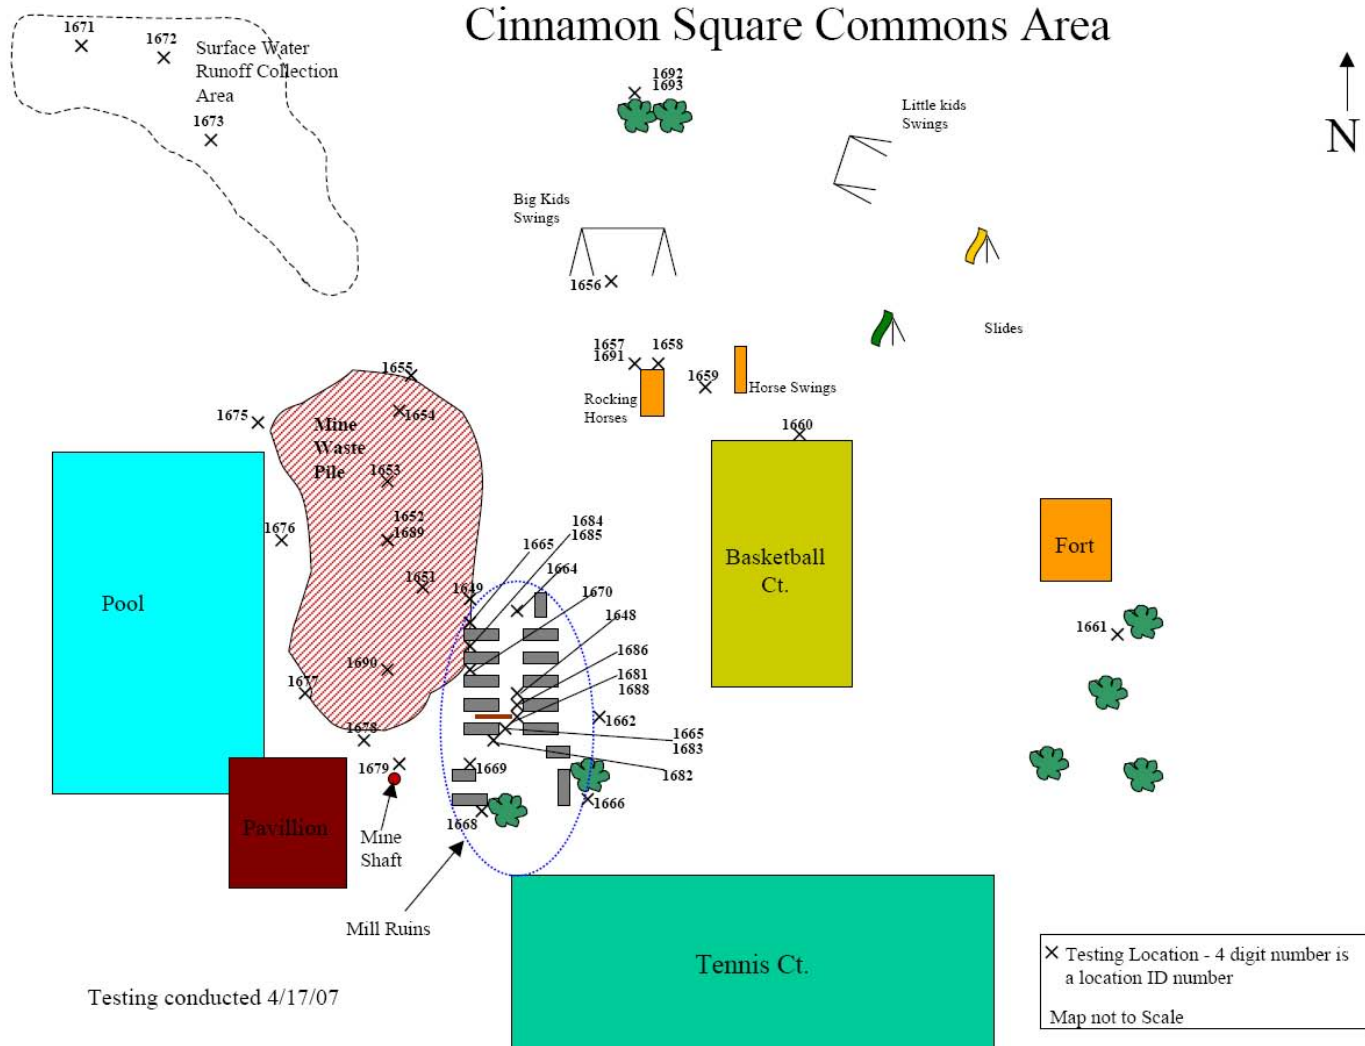 Cinnamon Square Commons Area
1671
1672
Surface Water
Runoff Collection
Area
1673
1692
1693
Little kids
Swings
N
Big Kids
Swings
1656
Slides
1657
1691
1658
1659
Rocking
Horses
Horse Swings
1655
1654
1675
Mine
Waste
Pile
1653
1660
1652
1689
1676
1651
1649
1684
1685
1665
1664
1670
1648
1686
1681
1688
1690
1677
1662
1665
1683
1682
1678
1679
1669
1666
1668
Pool
Basketball
Ct.
Fort
1661
Pavillion
Mine
Shaft
Mill Ruins
Tennis Ct.
Testing conducted 4/17/07
Testing Location - 4 digit number is
a location ID number
Map not to Scale